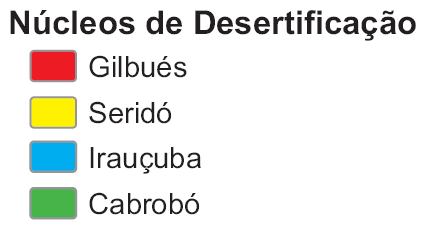 Núcleos de Desertificação
Gilbués
Seridó
Irauçuba
Cabrobó